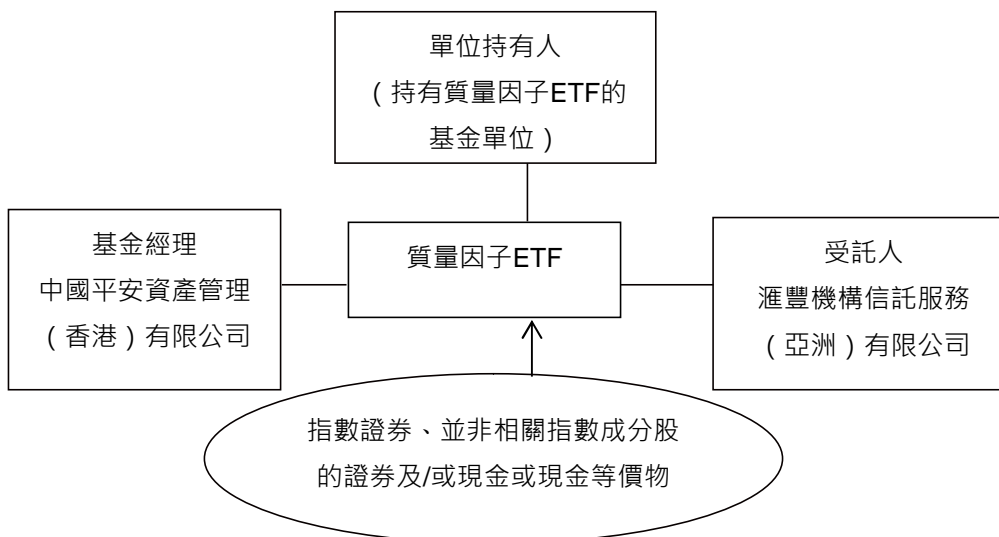 單位持有人
（持有質量因子ETF的
基金單位）
基金經理
中國平安資產管理
（香港）有限公司
質量因子ETF
受託人
滙豐機構信託服務
（亞洲）有限公司
指數證券、並非相關指數成分股
的證券及/或現金或現金等價物